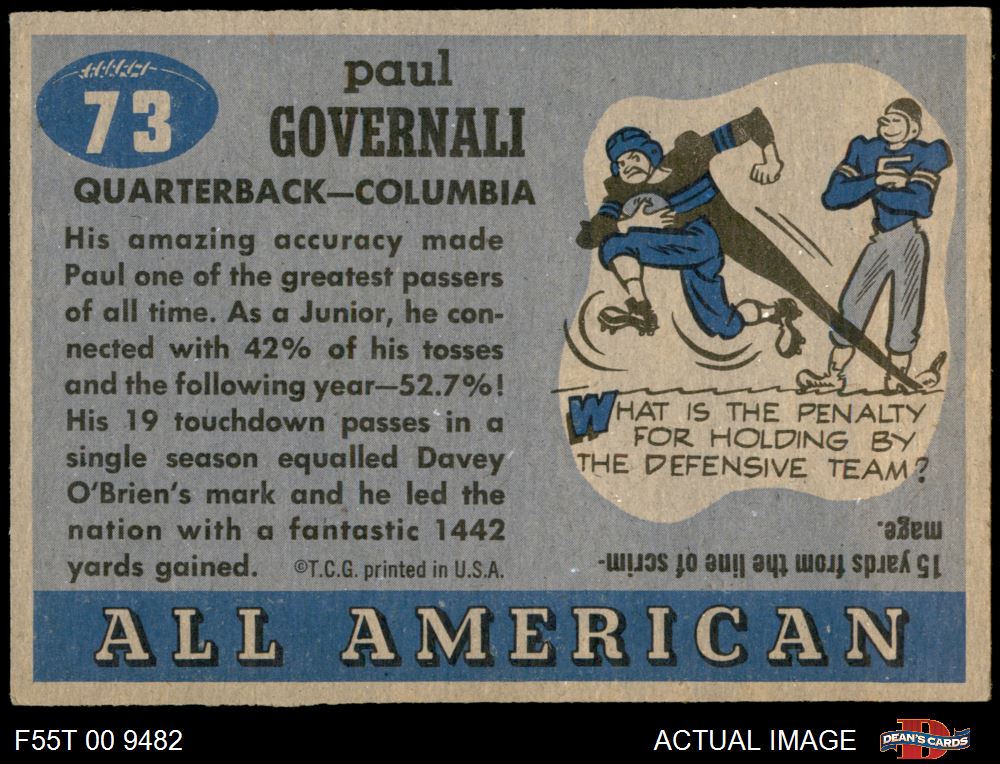 73
paul
GOVERNALI
QUARTERBACK—COLUMBIA
His amazing accuracy made
Paul one of the greatest passers
of all time. As a Junior, he con-
nected with 42% of his tosses
and the following year—52.7%!
His 19 touchdown passes in a
single season equalled Davey
O'Brien's mark and he led the
nation with a fantastic 1442
yards gained. ©T.C.G. printed in U.S.A.
WHAT IS THE PENALTY
FOR HOLDING BY
THE DEFENSIVE TEAM?
15 yards from the line of scrim-
mage.
ALL AMERICAN
F55T 00 9482
ACTUAL IMAGE
DEAN'S CARDS